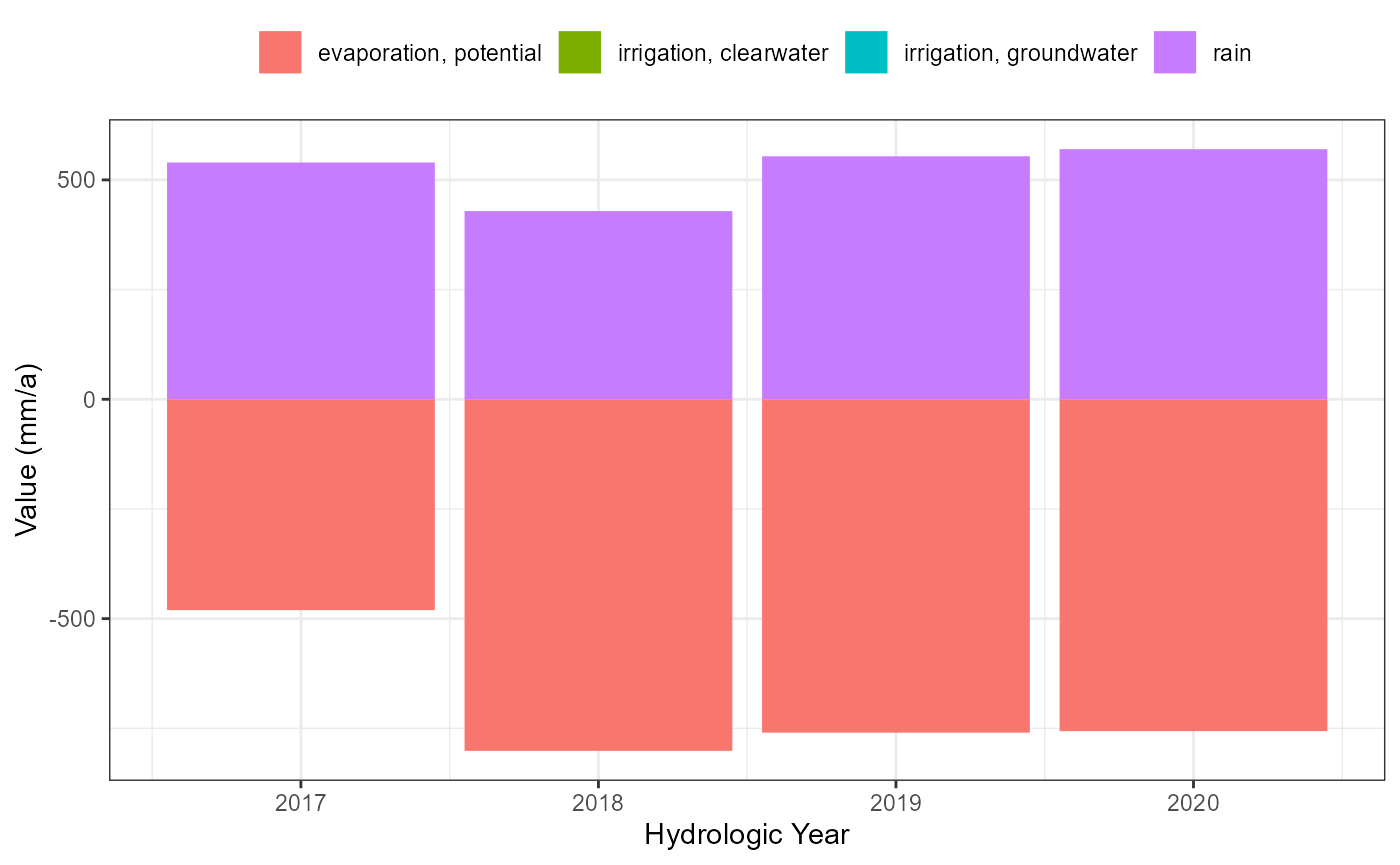 evaporation, potential irrigation, clearwater irrigation, groundwater rain
500
0
-500
Value (mm/a)
2017 2018 2019 2020
Hydrologic Year